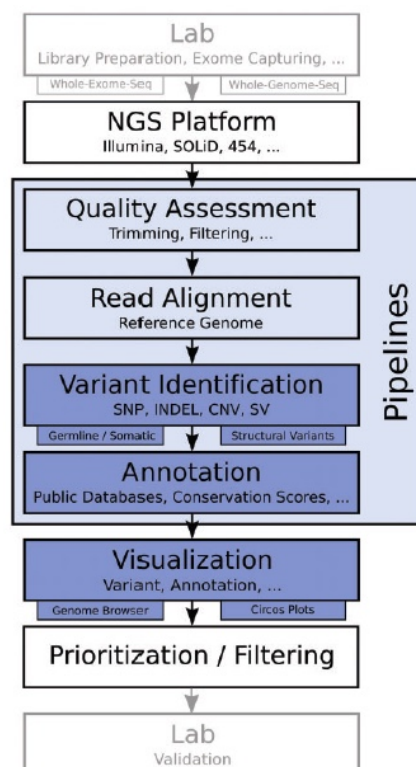 Lab
Library Preparation, Exome Capturing, ...
Whole-Exome-Seq
Whole-Genome-Seq
NGS Platform
Illumina, SOLiD, 454, ...
Pipelines
Quality Assessment
Trimming, Filtering, ...
Read Alignment
Reference Genome
Variant Identification
SNP, INDEL, CNV, SV
Germline / Somatic
Structural Variants
Annotation
Public Databases, Conservation Scores, ...
Visualization
Variant, Annotation, ...
Genome Browser
Circos Plots
Prioritization / Filtering
Lab
Validation